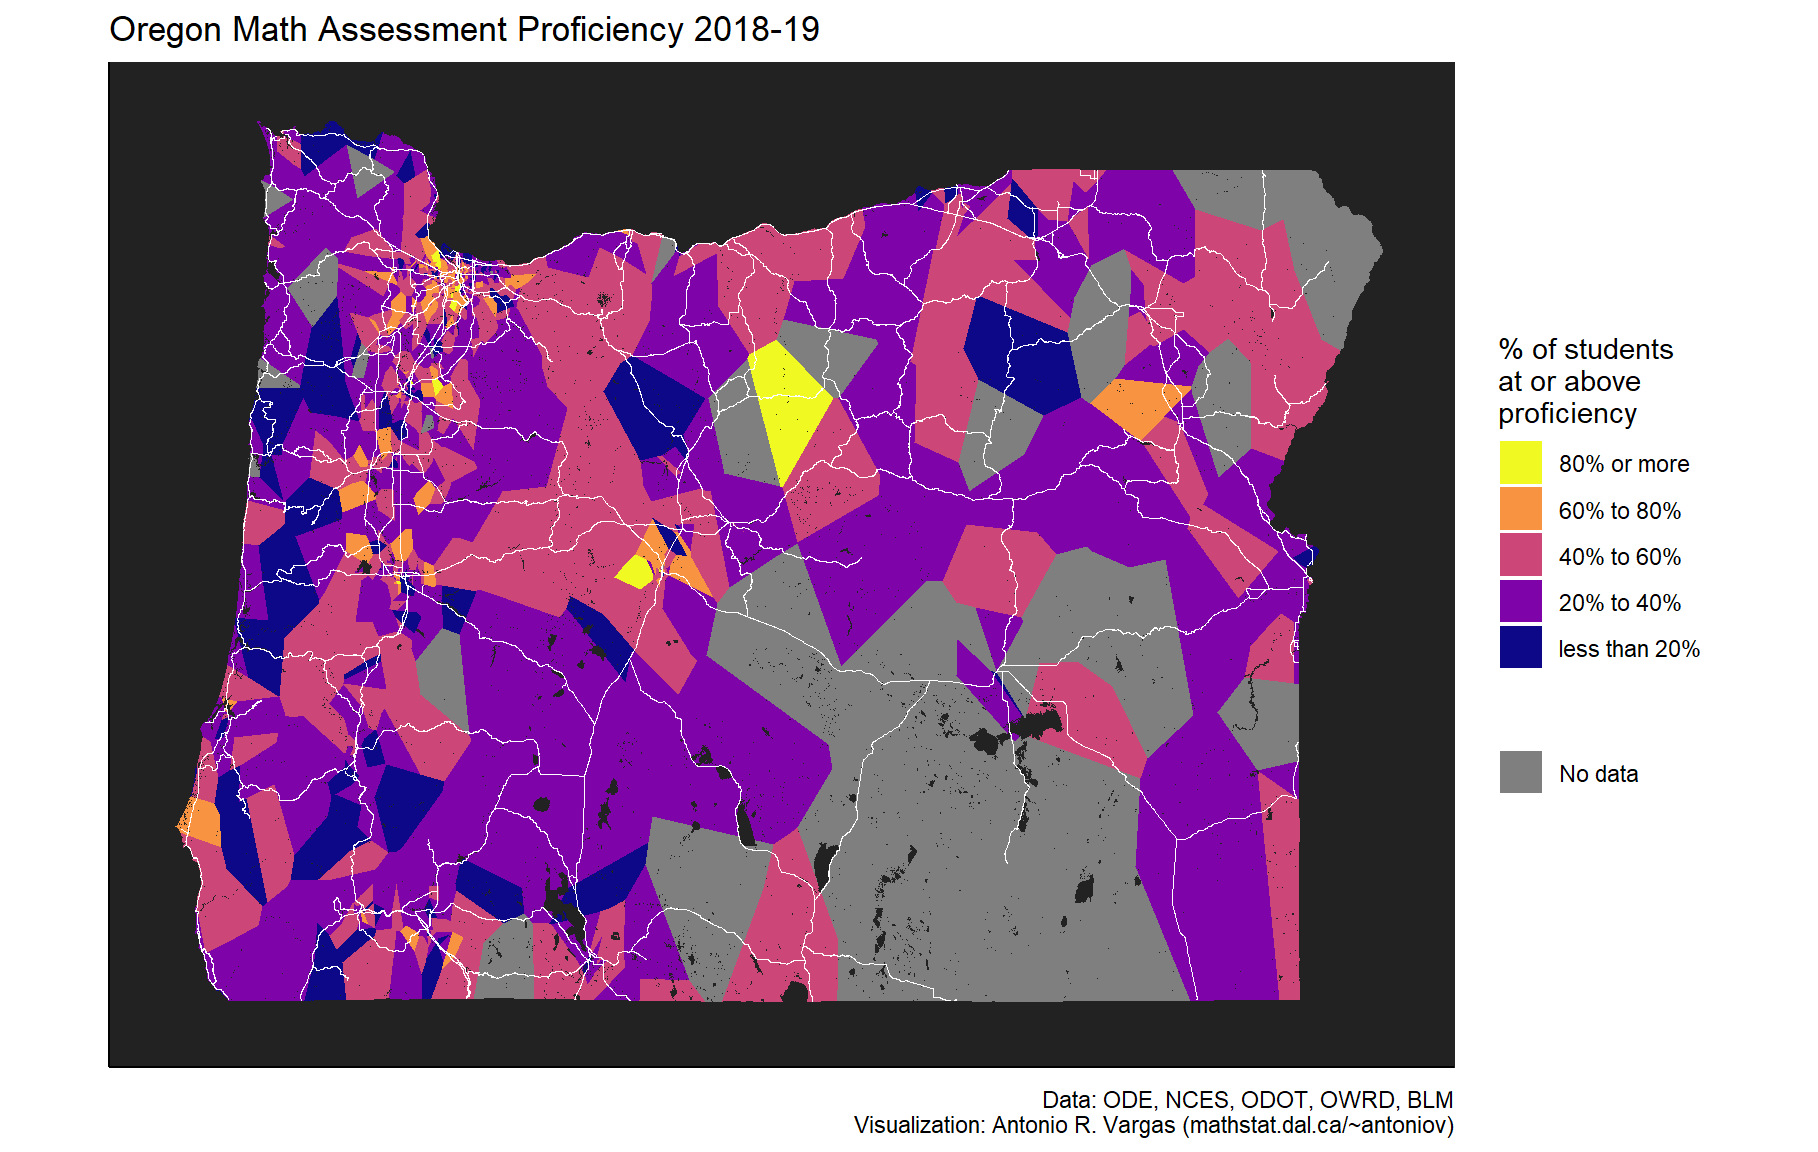 Oregon Math Assessment Proficiency 2018-19
% of students
at or above
proficiency
80% or more
60% to 80%
40% to 60%
20% to 40%
less than 20%
No data
Data: ODE, NCES, ODOT, OWRD, BLM
Visualization: Antonio R. Vargas (mathstat.dal.ca/~antoniov)